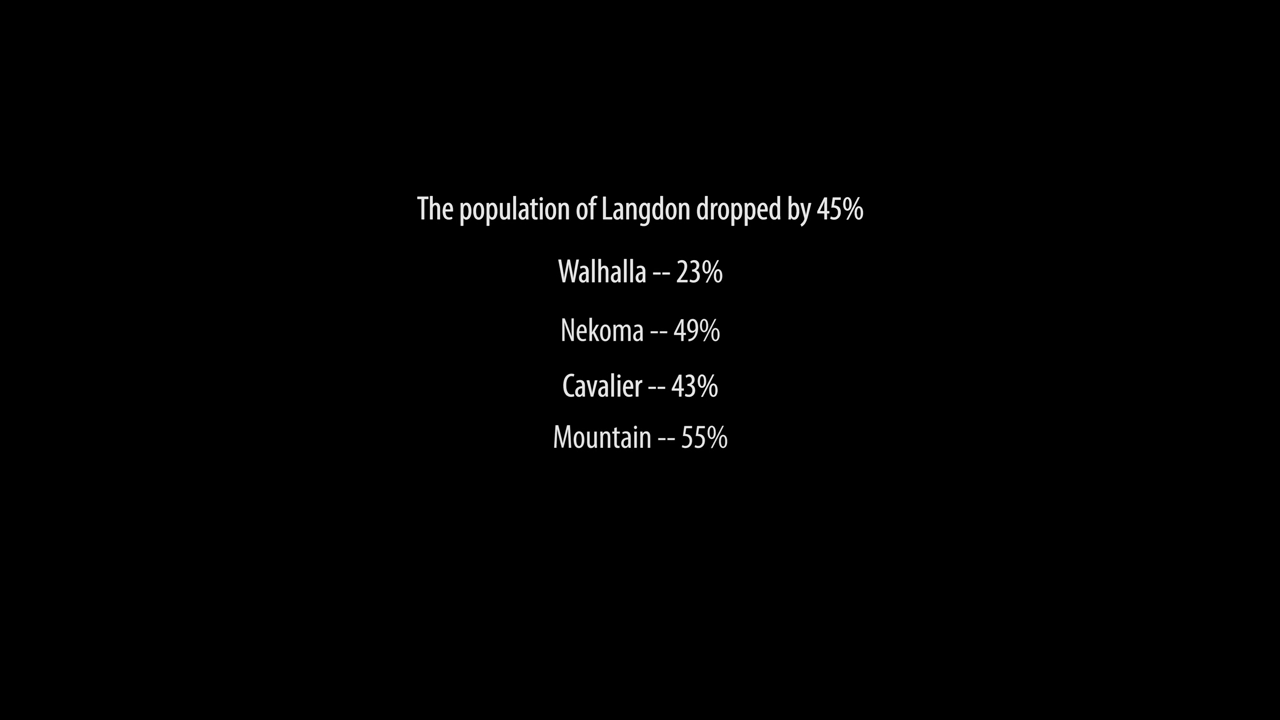 The population of Langdon dropped by 45%
Walhalla -- 23%
Nekoma -- 49%
Cavalier -- 43%
Mountain -- 55%